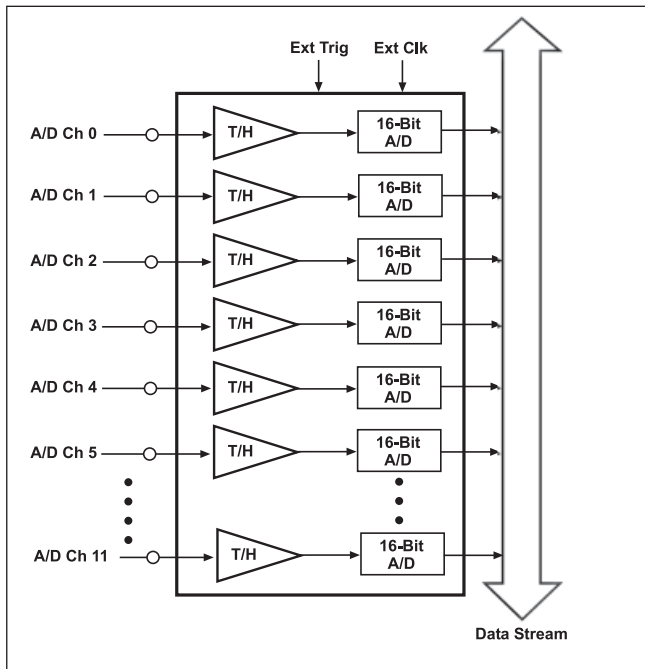 Ext Trig Ext Clk
A/D Ch 0 T/H 16-Bit
A/D
A/D Ch 1 T/H 16-Bit
A/D
A/D Ch 2 T/H 16-Bit
A/D
A/D Ch 3 T/H 16-Bit
A/D
A/D Ch 4 T/H 16-Bit
A/D
A/D Ch 5 T/H 16-Bit
A/D
A/D Ch 11 T/H 16-Bit
A/D
Data Stream